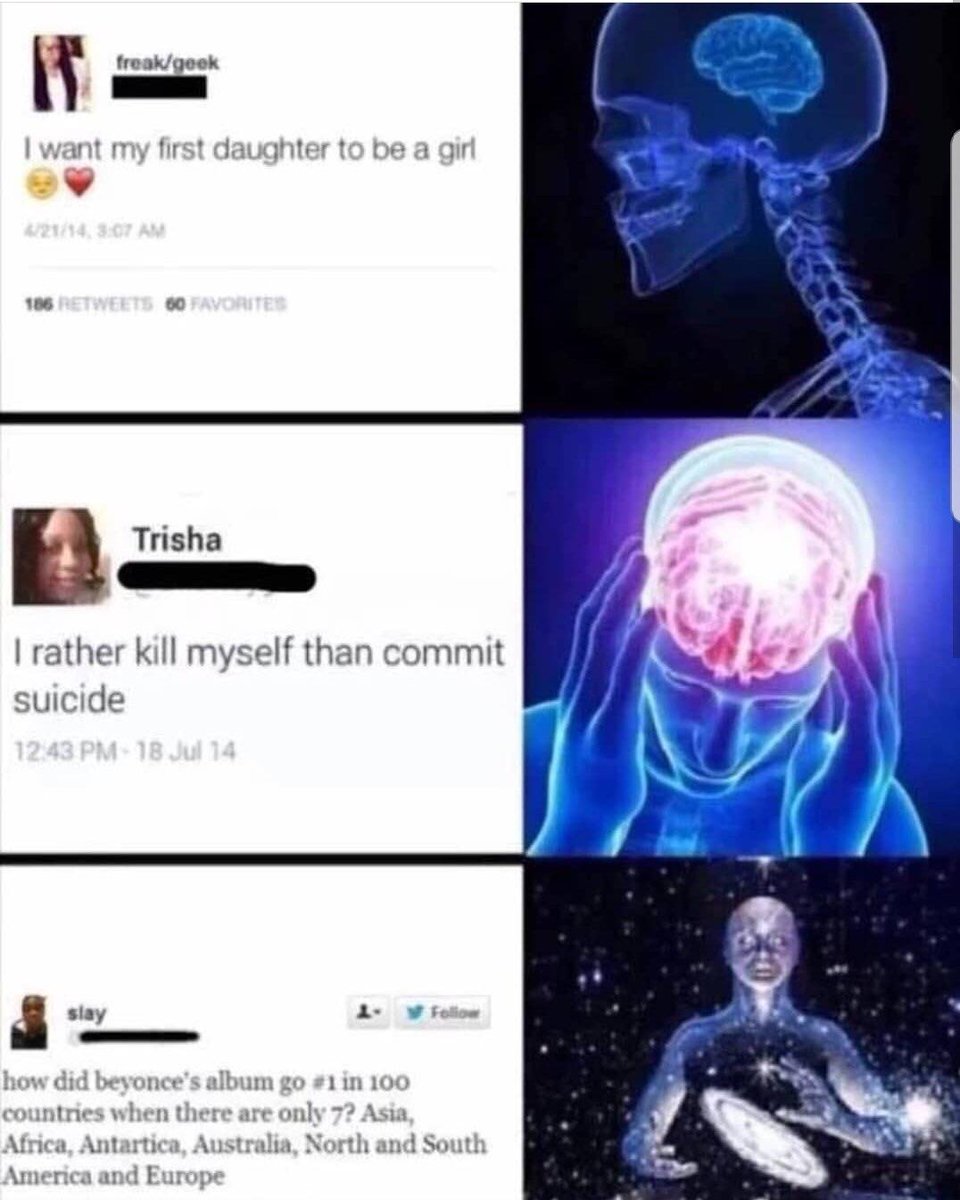 freak/geek
I want my first daughter to be a girl
😏❤️
4/21/14, 3:07 AM
186 RETWEETS 60 FAVORITES
Trisha
I rather kill myself than commit
suicide
12:43 PM - 18 Jul 14
slay
Follow
how did beyonce's album go #1 in 100
countries when there are only 7? Asia,
Africa, Antartica, Australia, North and South
America and Europe